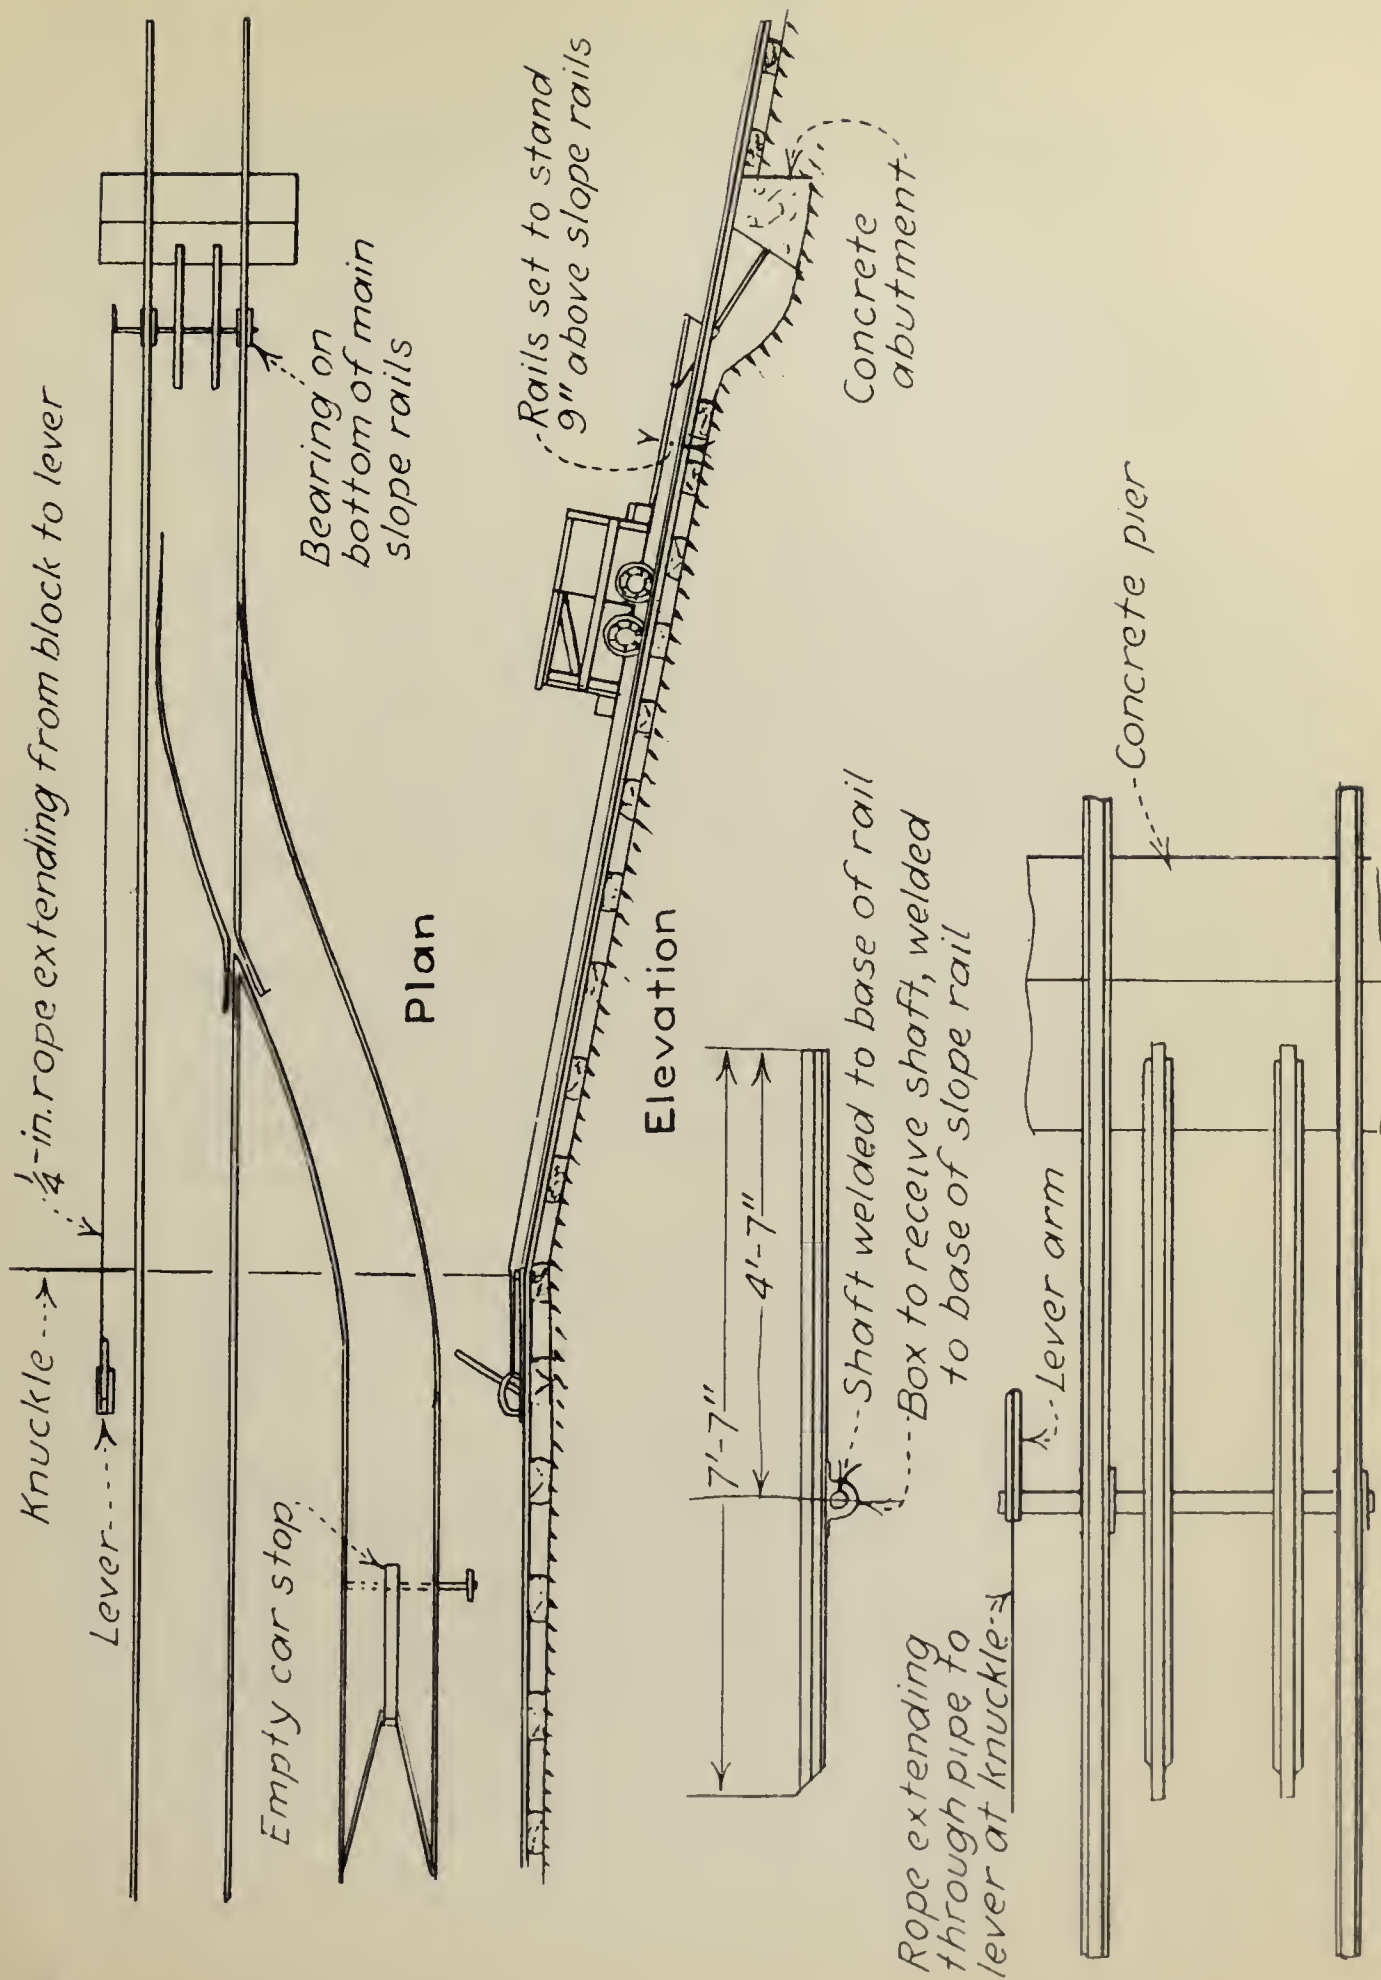 Knuckle
1/4-in. rope extending from block to lever
Lever
Empty car stop
Bearing on
bottom of main
slope rails
Plan
Rails set to stand
9" above slope rails
Concrete
abutment
Elevation
7'-7"
4'-7"
Shaft welded to base of rail
Box to receive shaft, welded
to base of slope rail
Rope extending
through pipe to
lever at knuckle
Lever arm
Concrete pier